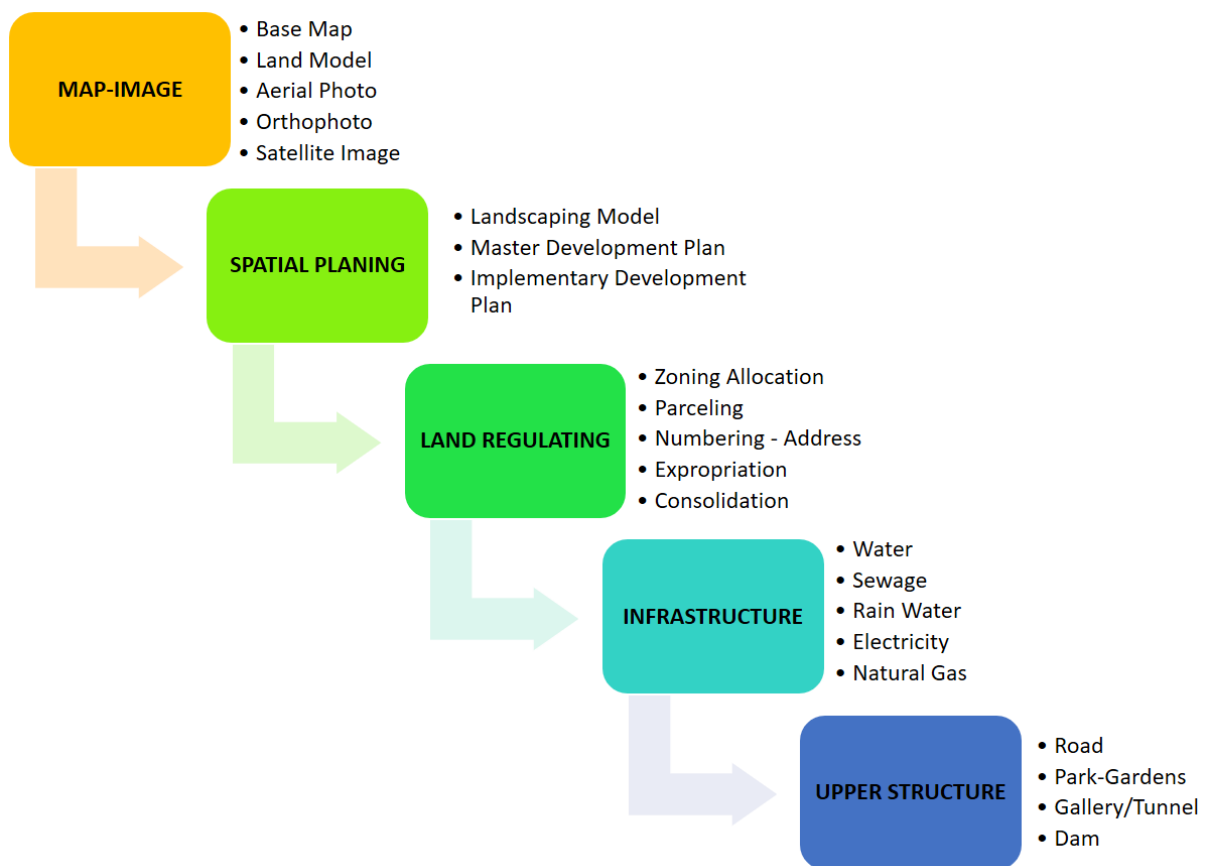 MAP-IMAGE
• Base Map
• Land Model
• Aerial Photo
• Orthophoto
• Satellite Image
SPATIAL PLANING
• Landscaping Model
• Master Development Plan
• Implementary Development
Plan
LAND REGULATING
• Zoning Allocation
• Parceling
• Numbering - Address
• Expropriation
• Consolidation
INFRASTRUCTURE
• Water
• Sewage
• Rain Water
• Electricity
• Natural Gas
UPPER STRUCTURE
• Road
• Park-Gardens
• Gallery/Tunnel
• Dam